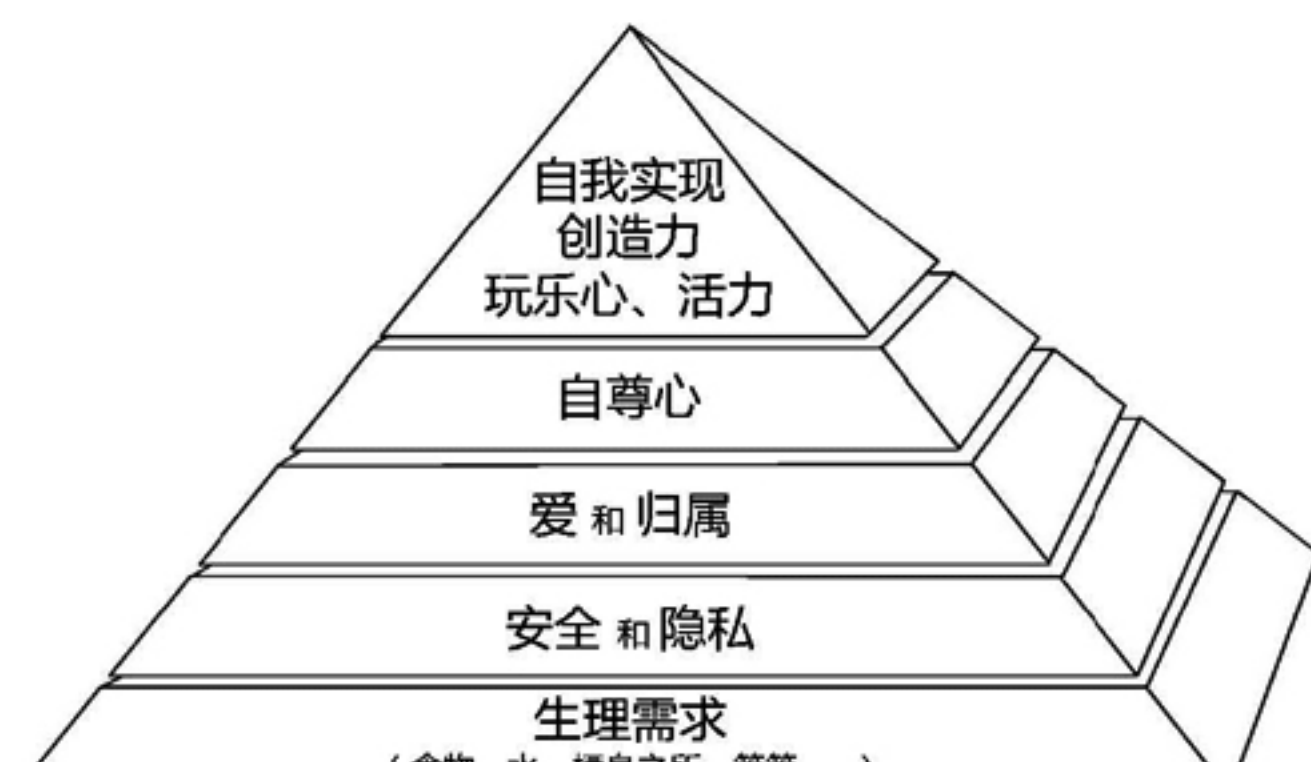 自我实现
创造力
玩乐心、活力
自尊心
爱 和 归属
安全 和 隐私
生理需求